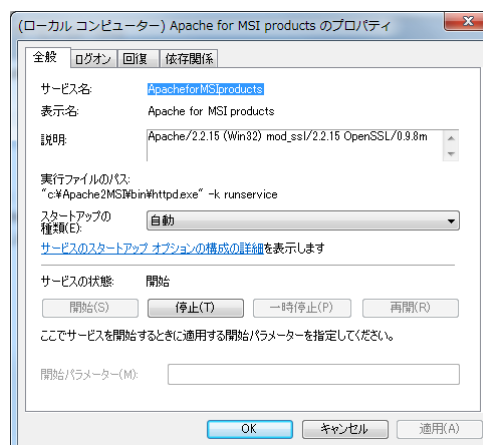 (ローカル コンピューター) Apache for MSI products のプロパティ
全般 ログオン 回復 依存関係
サービス名: ApacheforMSIproducts
表示名: Apache for MSI products
説明: Apache/2.2.15 (Win32) mod_ssl/2.2.15 OpenSSL/0.9.8m
実行ファイルのパス:
"c:¥Apache2MSI¥bin¥httpd.exe" -k runservice
スタートアップの
種類(E): 自動
サービスのスタートアップ オプションの構成の詳細を表示します
サービスの状態: 開始
開始(S) 停止(T) 一時停止(P) 再開(R)
ここでサービスを開始するときに適用する開始パラメーターを指定してください。
開始パラメーター(M):
OK キャンセル 適用(A)